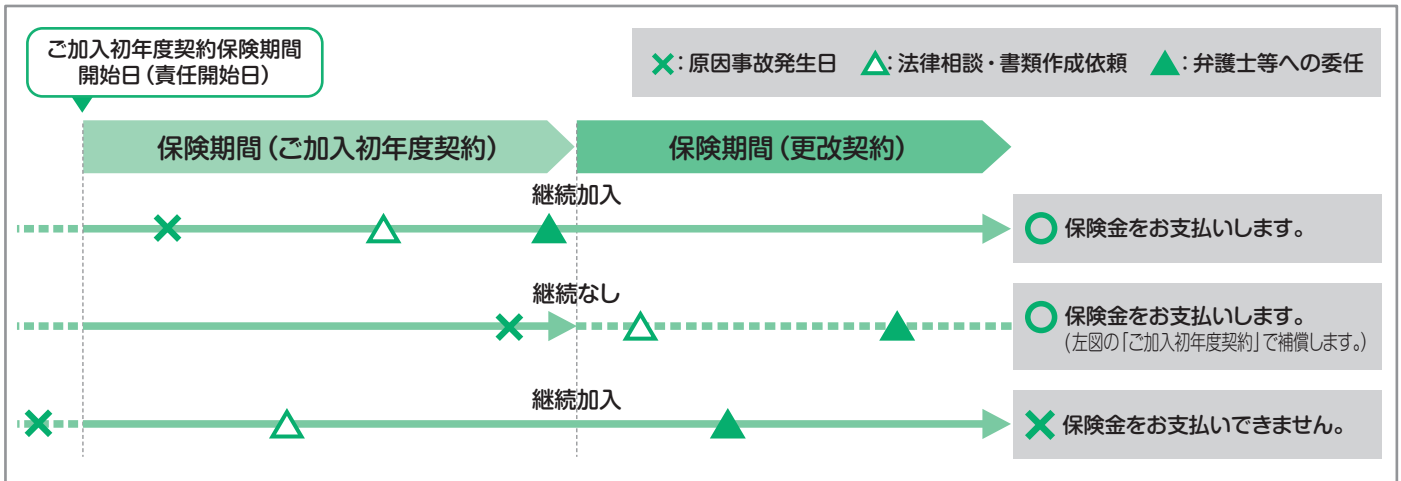 ご加入初年度契約保険期間
開始日（責任開始日）
×：原因事故発生日 △：法律相談・書類作成依頼 ▲：弁護士等への委任
保険期間（ご加入初年度契約）
保険期間（更改契約）
継続加入
保険金をお支払いします。
継続なし
保険金をお支払いします。
（左図の「ご加入初年度契約」で補償します。）
継続加入
保険金をお支払いできません。